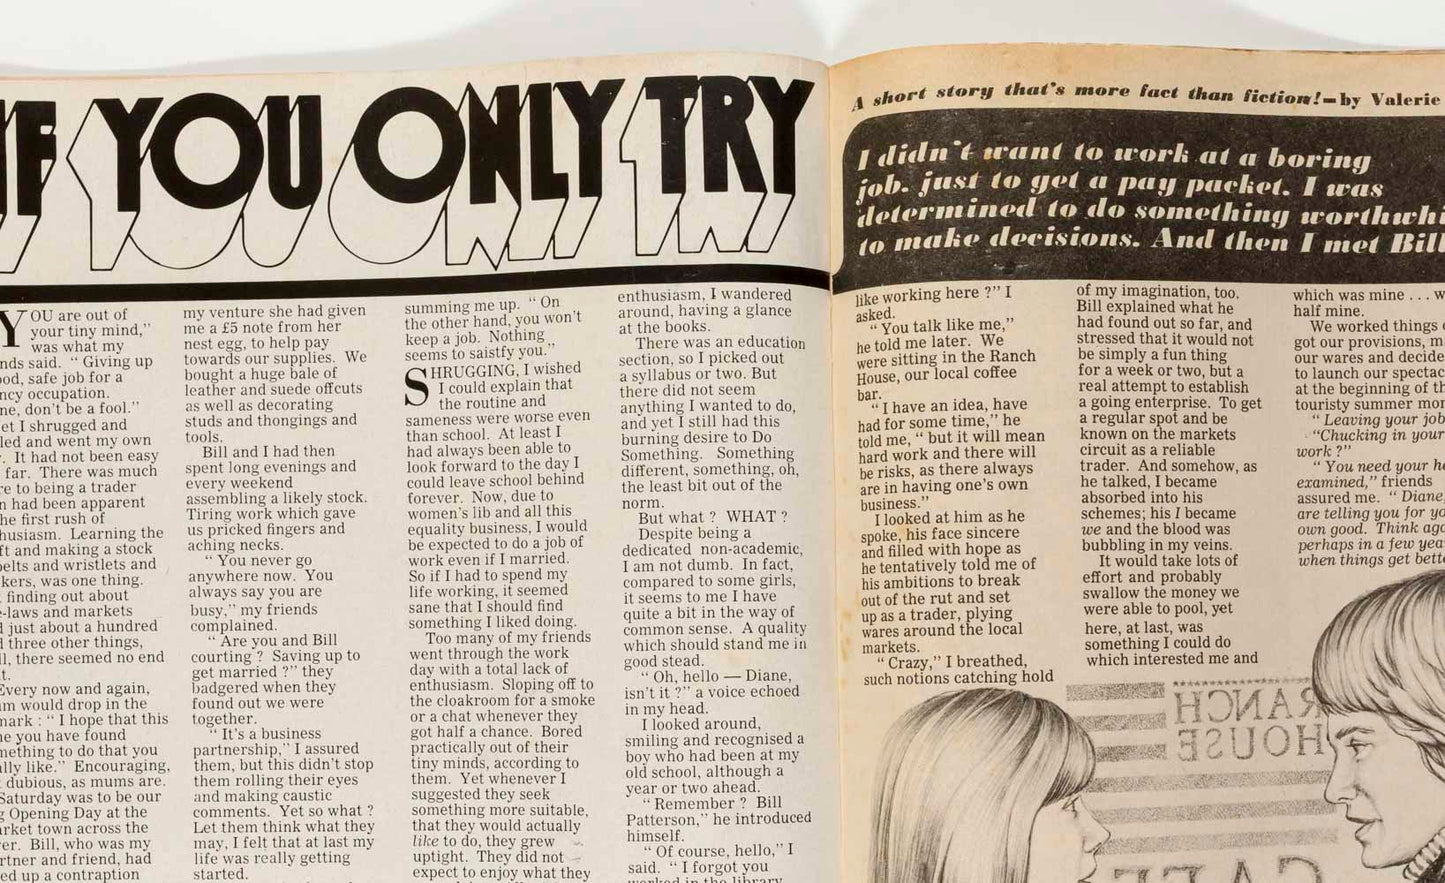 IF YOU ONLY TRY
YOU are out of
your tiny mind,"
was what my
said. " Giving up
safe job for a
occupation.
don't be a fool."
I shrugged and
and went my own
It had not been easy
far. There was much
to being a trader
had been apparent
first rush of
Learning the
and making a stock
belts and wristlets and
was one thing.
finding out about
and markets
just about a hundred
three other things,
there seemed no end
Every now and again,
would drop in the
: " I hope that this
you have found
to do that you
like." Encouraging,
dubious, as mums are.
Saturday was to be our
Opening Day at the
town across the
Bill, who was my
and friend, had
up a contraption
my venture she had given
me a £5 note from her
nest egg, to help pay
towards our supplies. We
bought a huge bale of
leather and suede offcuts
as well as decorating
studs and thongings and
tools.
Bill and I had then
spent long evenings and
every weekend
assembling a likely stock.
Tiring work which gave
us pricked fingers and
aching necks.
" You never go
anywhere now. You
always say you are
busy," my friends
complained.
" Are you and Bill
courting ? Saving up to
get married ?" they
badgered when they
found out we were
together.
" It's a business
partnership," I assured
them, but this didn't stop
them rolling their eyes
and making caustic
comments. Yet so what ?
Let them think what they
may, I felt that at last my
life was really getting
started.
summing me up. " On
the other hand, you won't
keep a job. Nothing
seems to saistfy you."
SHRUGGING, I wished
I could explain that
the routine and
sameness were worse even
than school. At least I
had always been able to
look forward to the day I
could leave school behind
forever. Now, due to
women's lib and all this
equality business, I would
be expected to do a job of
work even if I married.
So if I had to spend my
life working, it seemed
sane that I should find
something I liked doing.
Too many of my friends
went through the work
day with a total lack of
enthusiasm. Sloping off to
the cloakroom for a smoke
or a chat whenever they
got half a chance. Bored
practically out of their
tiny minds, according to
them. Yet whenever I
suggested they seek
something more suitable,
that they would actually
like to do, they grew
uptight. They did not
expect to enjoy what they
enthusiasm, I wandered
around, having a glance
at the books.
There was an education
section, so I picked out
a syllabus or two. But
there did not seem
anything I wanted to do,
and yet I still had this
burning desire to Do
Something. Something
different, something, oh,
the least bit out of the
norm.
But what ? WHAT ?
Despite being a
dedicated non-academic,
I am not dumb. In fact,
compared to some girls,
it seems to me I have
quite a bit in the way of
common sense. A quality
which should stand me in
good stead.
" Oh, hello — Diane,
isn't it ?" a voice echoed
in my head.
I looked around,
smiling and recognised a
boy who had been at my
old school, although a
year or two ahead.
" Remember ? Bill
Patterson," he introduced
himself.
" Of course, hello," I
said. " I forgot you
worked in the library
A short story that's more fact than fiction!—by Valerie
I didn't want to work at a boring
job. just to get a pay packet. I was
determined to do something
to make decisions. And then I met Bill
like working here ?" I
asked.
" You talk like me,"
he told me later. We
were sitting in the Ranch
House, our local coffee
bar.
" I have an idea, have
had for some time," he
told me, " but it will mean
hard work and there will
be risks, as there always
are in having one's own
business."
I looked at him as he
spoke, his face sincere
and filled with hope as
he tentatively told me of
his ambitions to break
out of the rut and set
up as a trader, plying
wares around the local
markets.
" Crazy," I breathed,
such notions catching hold
of my imagination, too.
Bill explained what he
had found out so far, and
stressed that it would not
be simply a fun thing
for a week or two, but a
real attempt to establish
a going enterprise. To get
a regular spot and be
known on the markets
circuit as a reliable
trader. And somehow, as
he talked, I became
absorbed into his
schemes; his I became
we and the blood was
bubbling in my veins.
It would take lots of
effort and probably
swallow the money we
were able to pool, yet
here, at last, was
something I could do
which interested me and
which was mine . . .
half mine.
We worked things
got our provisions,
our wares and
to launch our
at the beginning of
touristy summer
" Leaving your job
"Chucking in your
work ?"
" You need your
examined," friends
assured me. " Diane,
are telling you for
own good. Think
perhaps in a few
when things get
RANCH
HOUSE
CAFE